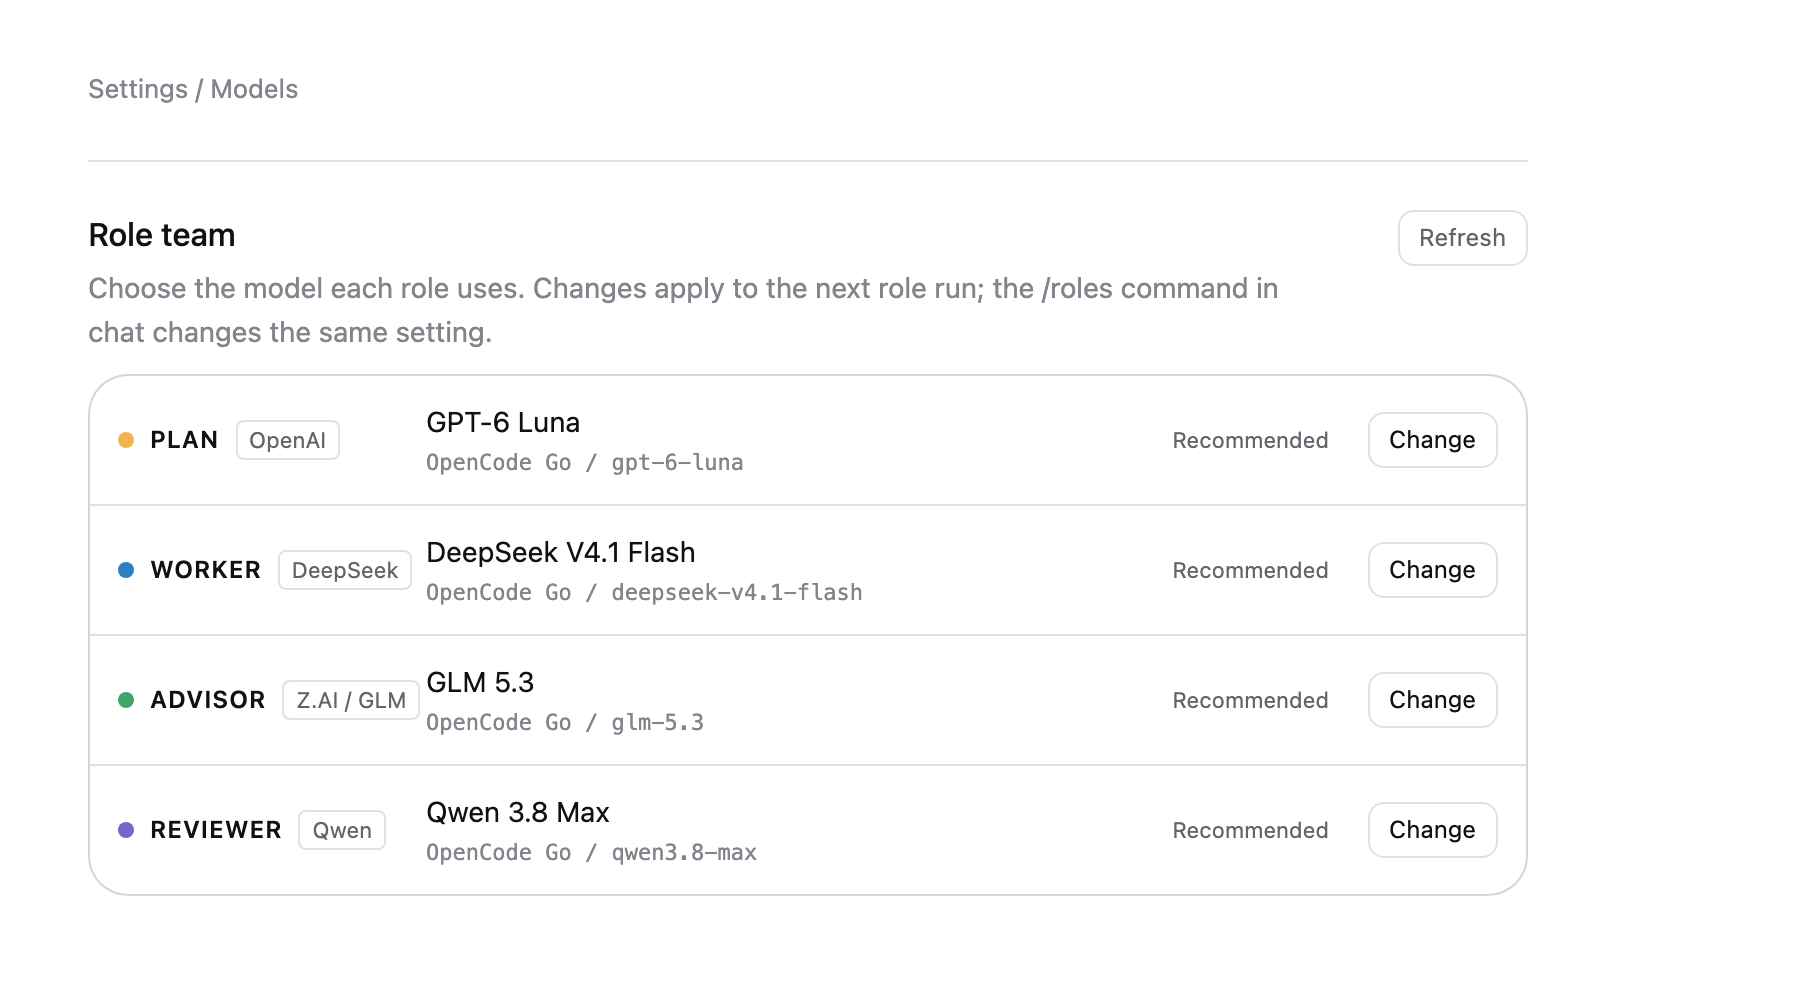 Settings / Models
Role team
Refresh
Choose the model each role uses. Changes apply to the next role run; the /roles command in
chat changes the same setting.
PLAN OpenAI GPT-6 Luna Recommended Change
OpenCode Go / gpt-6-luna
WORKER DeepSeek DeepSeek V4.1 Flash Recommended Change
OpenCode Go / deepseek-v4.1-flash
ADVISOR Z.AI / GLM GLM 5.3 Recommended Change
OpenCode Go / glm-5.3
REVIEWER Qwen Qwen 3.8 Max Recommended Change
OpenCode Go / qwen3.8-max